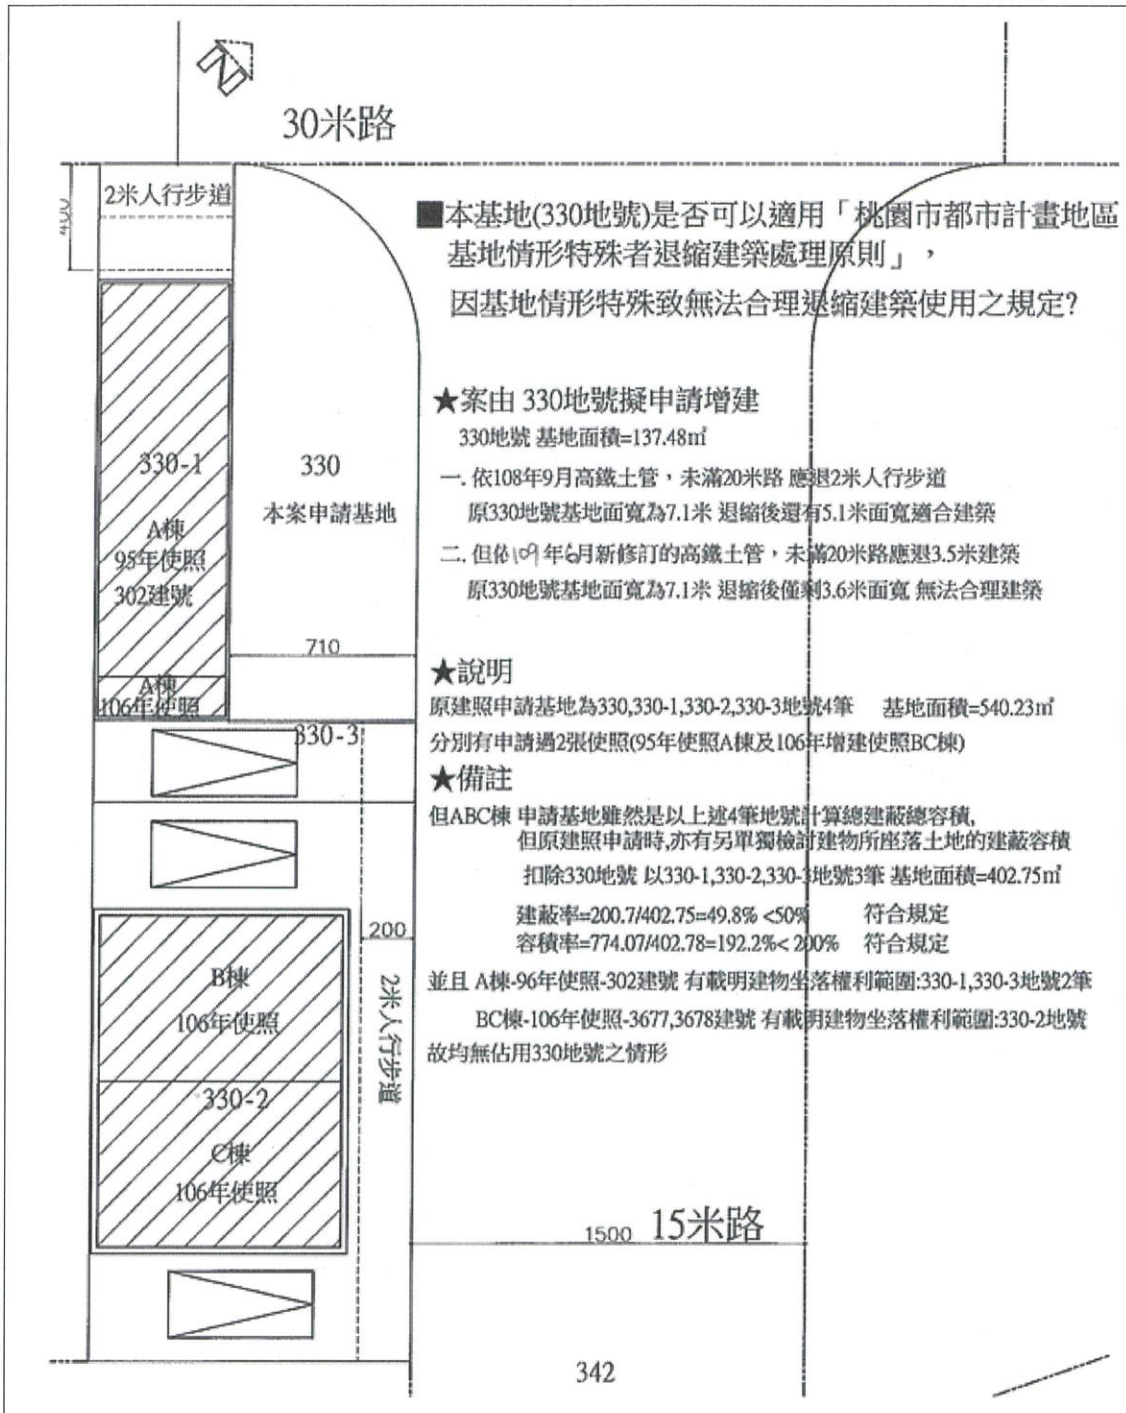 N
30米路
2米人行步道
400
■本基地(330地號)是否可以適用「桃園市都市計畫地區
基地情形特殊者退縮建築處理原則」，
因基地情形特殊致無法合理退縮建築使用之規定?
★案由 330地號擬申請增建
330地號 基地面積=137.48㎡
一. 依108年9月高鐵土管，未滿20米路 應退2米人行步道
原330地號基地面寬為7.1米 退縮後還有5.1米面寬適合建築
二. 但依109年6月新修訂的高鐵土管，未滿20米路應退3.5米建築
原330地號基地面寬為7.1米 退縮後僅剩3.6米面寬 無法合理建築
330-1
A棟
95年使照
302建號
330
本案申請基地
710
A棟
106年使照
330-3
★說明
原建照申請基地為330,330-1,330-2,330-3地號4筆 基地面積=540.23㎡
分別有申請過2張使照(95年使照A棟及106年增建使照BC棟)
★備註
但ABC棟 申請基地雖然是以上述4筆地號計算總建蔽總容積,
但原建照申請時,亦有另單獨檢討建物所座落土地的建蔽容積
扣除330地號 以330-1,330-2,330-3地號3筆 基地面積=402.75㎡
建蔽率=200.7/402.75=49.8% <50% 符合規定
容積率=774.07/402.78=192.2%< 200% 符合規定
並且 A棟-96年使照-302建號 有載明建物坐落權利範圍:330-1,330-3地號2筆
BC棟-106年使照-3677,3678建號 有載明建物坐落權利範圍:330-2地號
故均無佔用330地號之情形
200
2米人行步道
B棟
106年使照
330-2
C棟
106年使照
1500
15米路
342